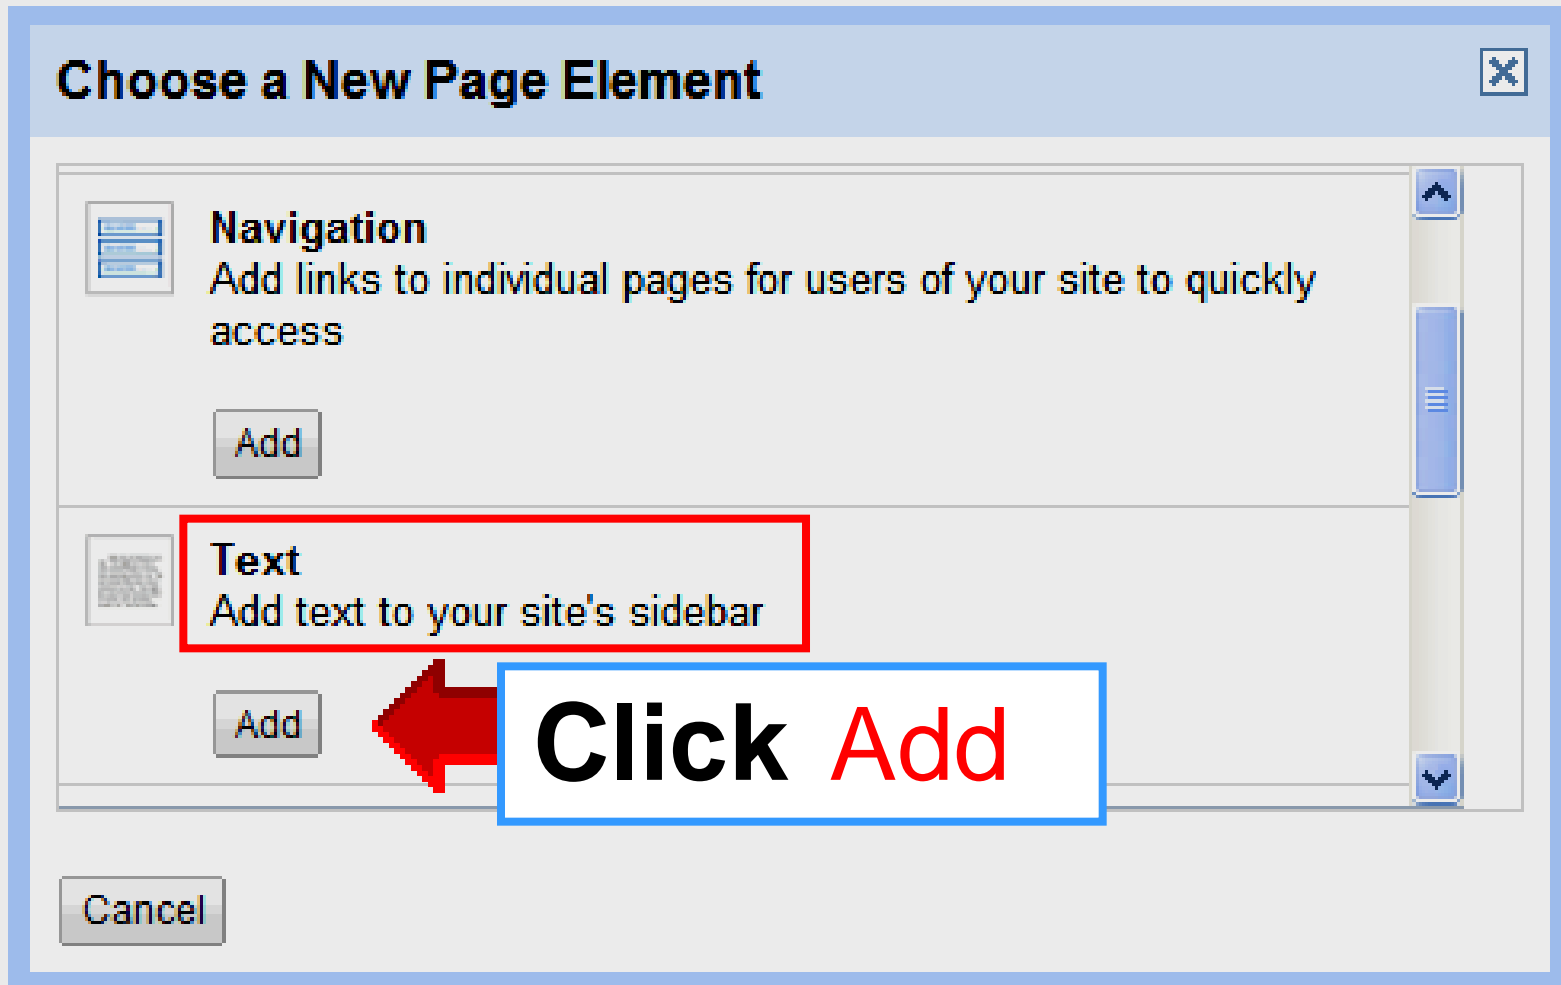 Choose a New Page Element
Navigation
Add links to individual pages for users of your site to quickly
access
Add
Text
Add text to your site's sidebar
Add
Click Add
Cancel